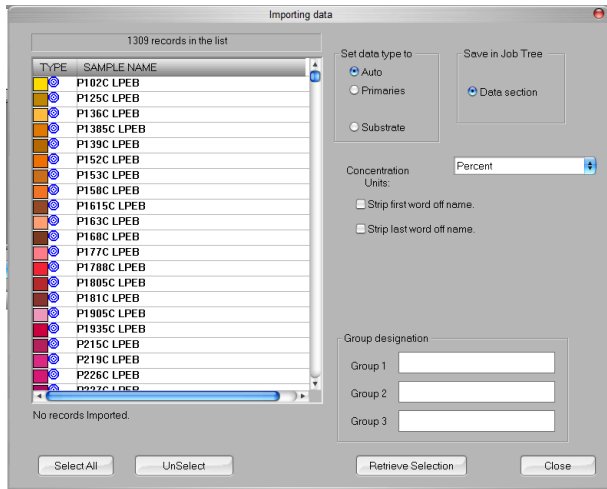 Importing data
1309 records in the list
TYPE SAMPLE NAME
P102C LPEB
P125C LPEB
P136C LPEB
P1385C LPEB
P139C LPEB
P152C LPEB
P153C LPEB
P158C LPEB
P1615C LPEB
P163C LPEB
P168C LPEB
P177C LPEB
P1788C LPEB
P1805C LPEB
P181C LPEB
P1905C LPEB
P1935C LPEB
P215C LPEB
P219C LPEB
P226C LPEB
P227C LPEB
No records Imported.
Set data type to
Auto
Primaries
Substrate
Save in Job Tree
Data section
Concentration
Units:
Percent
Strip first word off name.
Strip last word off name.
Group designation
Group 1
Group 2
Group 3
Select All
UnSelect
Retrieve Selection
Close